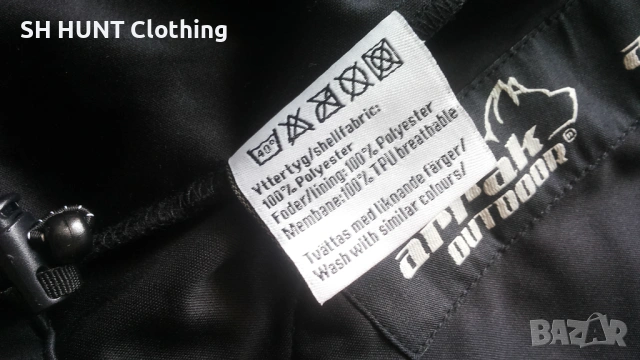 SH HUNT Clothing
40°
Yttertyg/shellfabric:
100% Polyester
Foder/lining: 100% Polyester
Membane:100% TPU breathable
Tvättas med liknande färger/
Wash with similar colours/
arrak
OUTDOOR
BAZAR